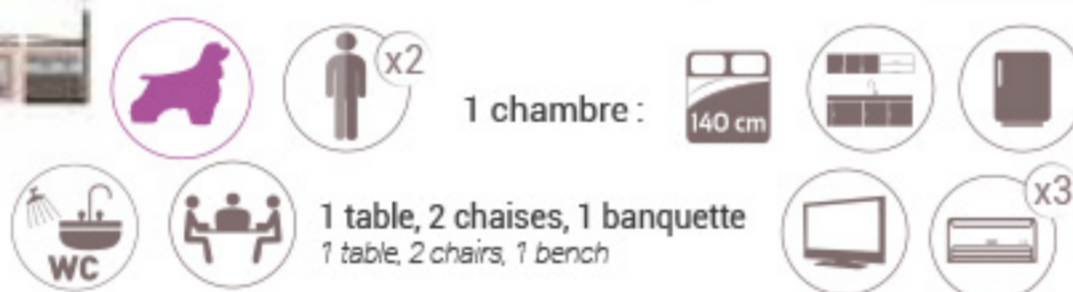 x2
1 chambre :
140 cm
WC
1 table, 2 chaises, 1 banquette
1 table, 2 chairs, 1 bench
x3